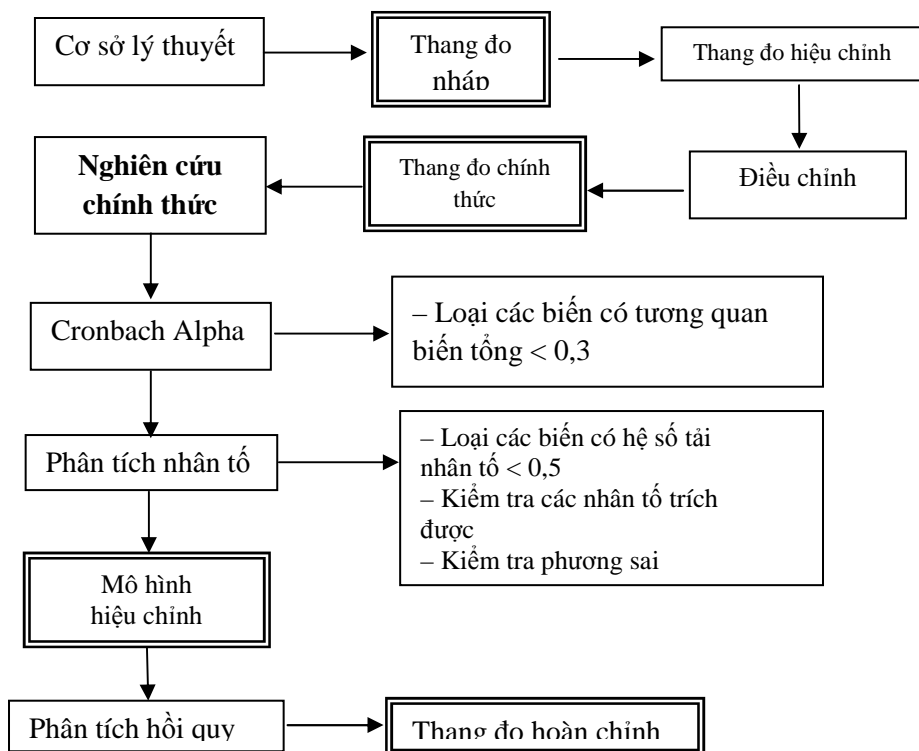 Cơ sở lý thuyết
Thang đo
nháp
Thang đo hiệu chỉnh
Nghiên cứu
chính thức
Thang đo chính
thức
Điều chỉnh
Cronbach Alpha
– Loại các biến có tương quan
biến tổng < 0,3
Phân tích nhân tố
– Loại các biến có hệ số tải
nhân tố < 0,5
– Kiểm tra các nhân tố trích
được
– Kiểm tra phương sai
Mô hình
hiệu chỉnh
Phân tích hồi quy
Thang đo hoàn chỉnh